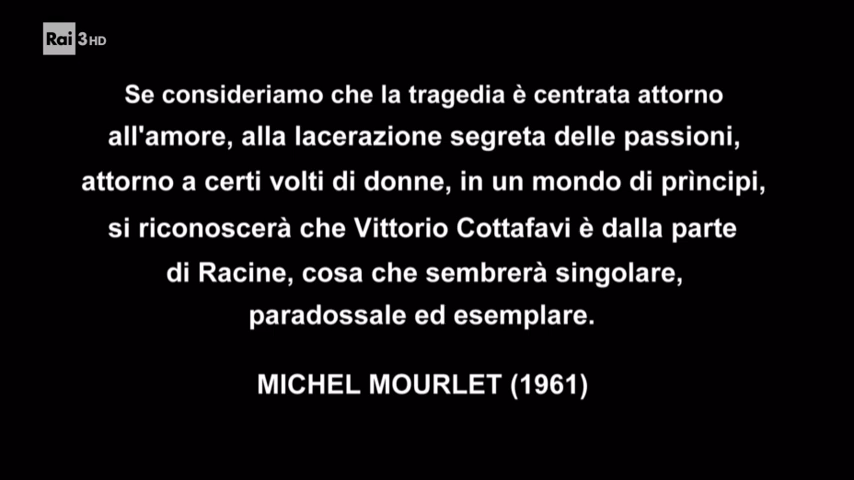 Rai 3HD
Se consideriamo che la tragedia è centrata attorno
all'amore, alla lacerazione segreta delle passioni,
attorno a certi volti di donne, in un mondo di prìncipi,
si riconoscerà che Vittorio Cottafavi è dalla parte
di Racine, cosa che sembrerà singolare,
paradossale ed esemplare.
MICHEL MOURLET (1961)